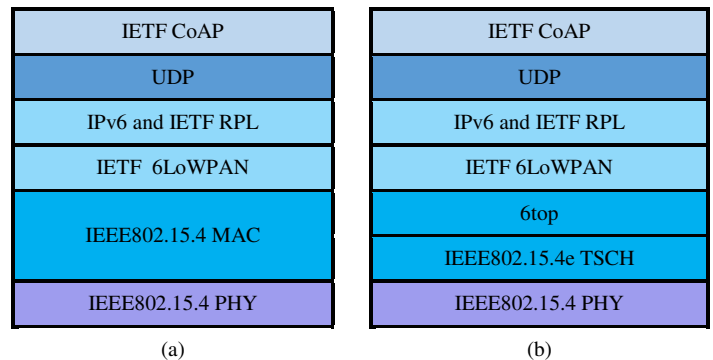 IETF CoAP
UDP
IPv6 and IETF RPL
IETF 6LoWPAN
IEEE802.15.4 MAC
IEEE802.15.4 PHY
(a)
IETF CoAP
UDP
IPv6 and IETF RPL
IETF 6LoWPAN
6top
IEEE802.15.4e TSCH
IEEE802.15.4 PHY
(b)